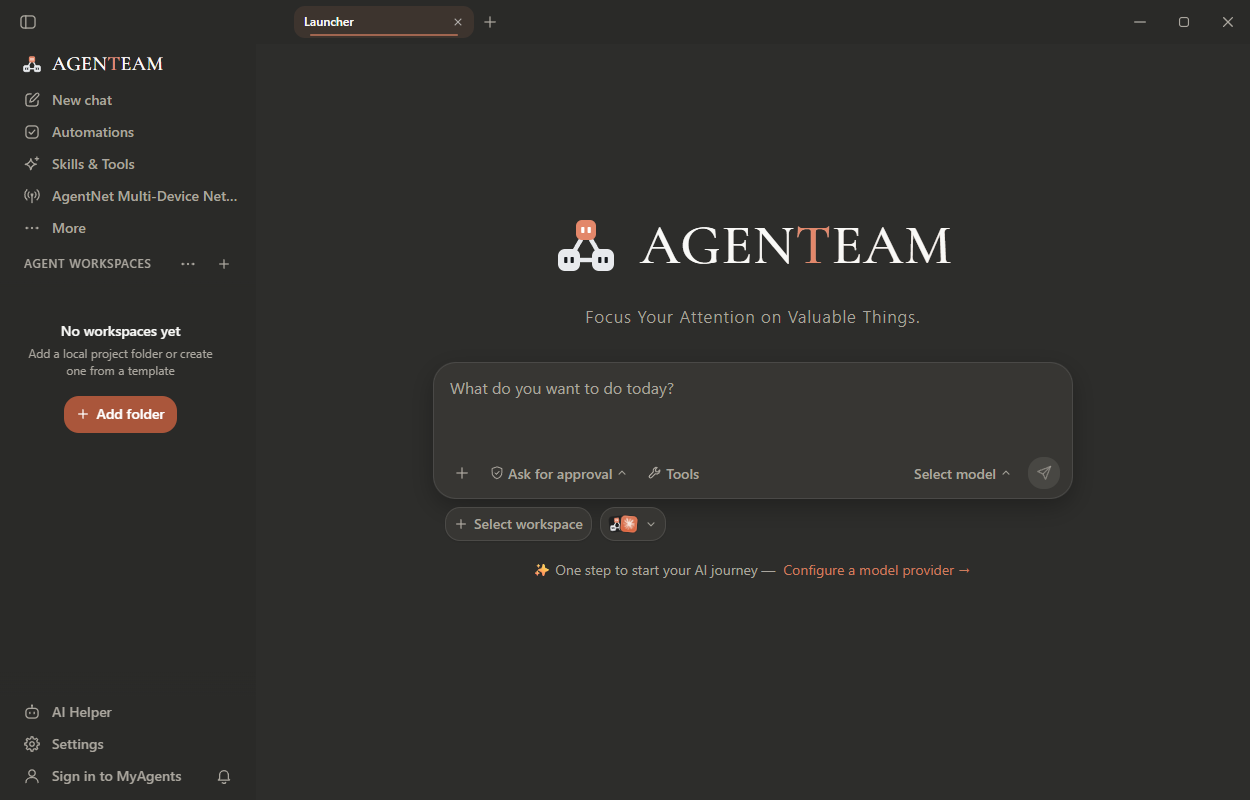 Launcher
AGENTEAM
New chat
Automations
Skills & Tools
AgentNet Multi-Device Net...
More
AGENT WORKSPACES
No workspaces yet
Add a local project folder or create
one from a template
Add folder
AI Helper
Settings
Sign in to MyAgents
AGENTEAM
Focus Your Attention on Valuable Things.
What do you want to do today?
Ask for approval
Tools
Select model
Select workspace
One step to start your AI journey — Configure a model provider →